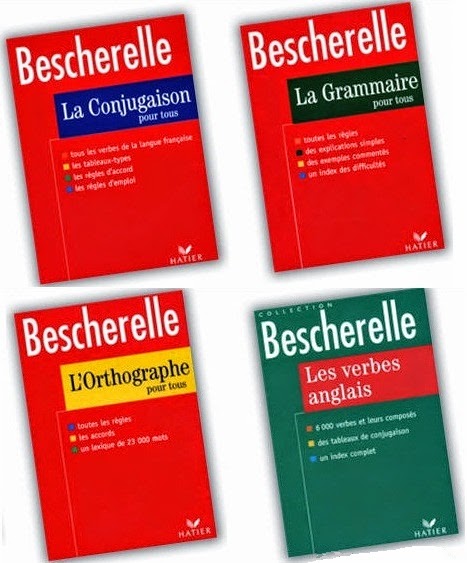 Bescherelle
La Conjugaison
pour tous
tous les verbes de la langue française
les tableaux-types
les règles d'accord
les règles d'emploi
HATIER
Bescherelle
La Grammaire
pour tous
toutes les règles
des explications simples
des exemples commentés
un index des difficultés
HATIER
Bescherelle
L'Orthographe
pour tous
toutes les règles
les accords
un lexique de 23 000 mots
HATIER
COLLECTION
Bescherelle
Les verbes
anglais
6 000 verbes et leurs composés
des tableaux de conjugaison
un index complet
HATIER